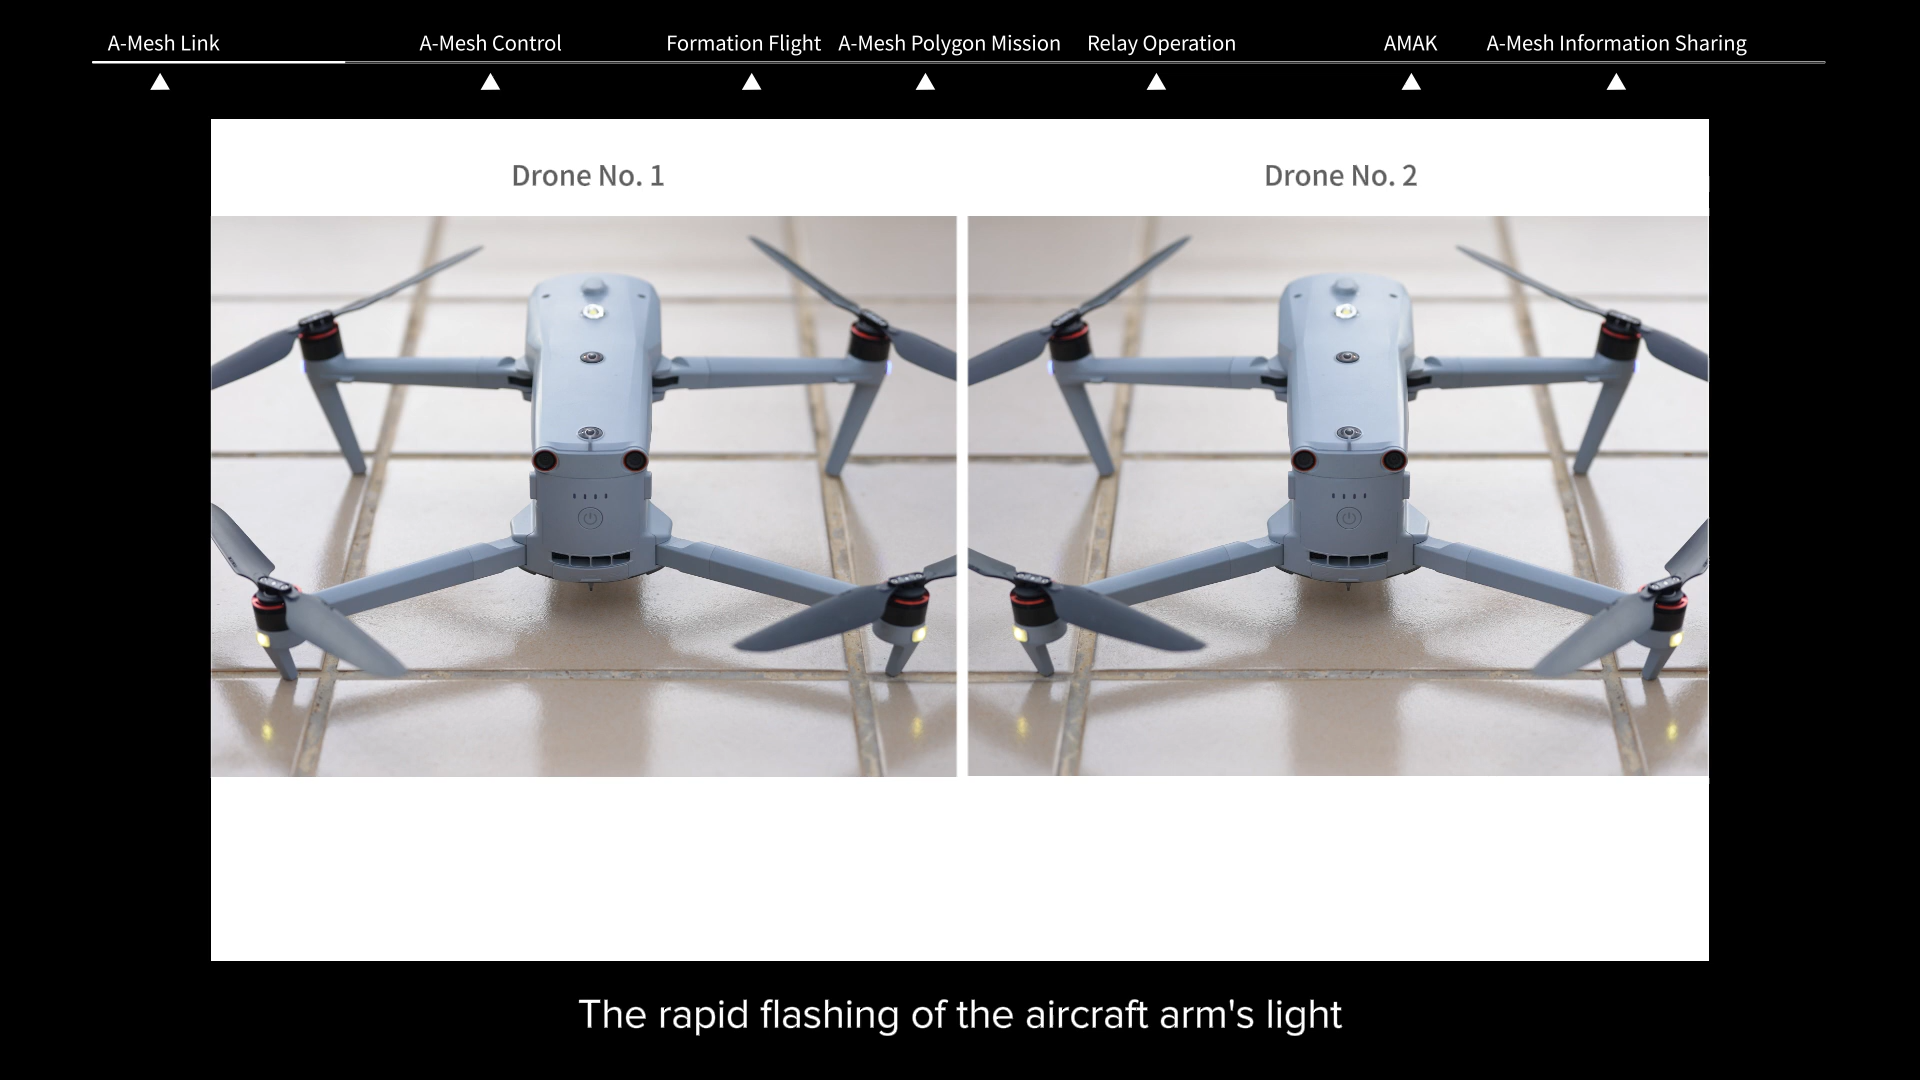 A-Mesh Link
A-Mesh Control
Formation Flight
A-Mesh Polygon Mission
Relay Operation
AMAK
A-Mesh Information Sharing
Drone No. 1
Drone No. 2
The rapid flashing of the aircraft arm's light